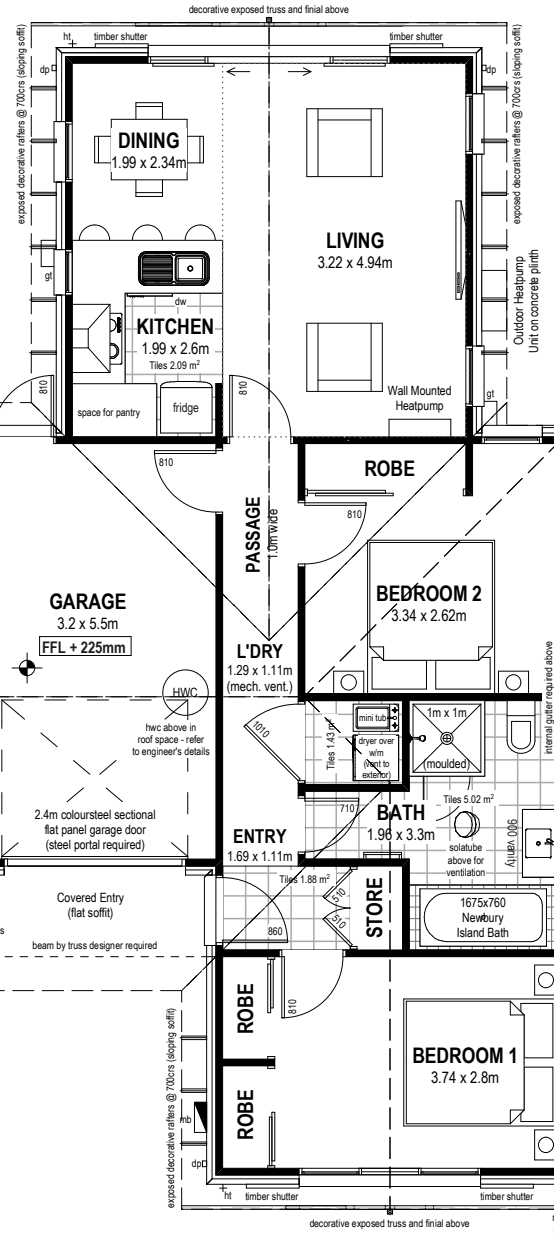 decorative exposed truss and finial above
ht
timber shutter
timber shutter
dp
dp
exposed decorative rafters @ 700crs (sloping soffit)
exposed decorative rafters @ 700crs (sloping soffit)
DINING
1.99 x 2.34m
LIVING
3.22 x 4.94m
gt
dw
KITCHEN
1.99 x 2.6m
Tiles 2.09 m²
Outdoor Heatpump
Unit on concrete plinth
810
space for pantry
fridge
810
Wall Mounted
Heatpump
gt
810
ROBE
810
PASSAGE
1.0m wide
GARAGE
3.2 x 5.5m
FFL + 225mm
BEDROOM 2
3.34 x 2.62m
L'DRY
1.29 x 1.11m
(mech. vent.)
HWC
hwc above in
roof space - refer
to engineer's details
1010
Tiles 1.43 m²
mini tub
dryer over
w/m
(vent to
exterior)
1m x 1m
(moulded)
internal gutter required above
2.4m coloursteel sectional
flat panel garage door
(steel portal required)
710
BATH
1.96 x 3.3m
Tiles 5.02 m²
solatube
above for
ventilation
900 vanity
ENTRY
1.69 x 1.11m
Tiles 1.88 m²
510
510
STORE
860
1675x760
Newbury
Island Bath
Covered Entry
(flat soffit)
s
beam by truss designer required
810
ROBE
BEDROOM 1
3.74 x 2.8m
ROBE
exposed decorative rafters @ 700crs (sloping soffit)
mb
dp
ht
timber shutter
timber shutter
decorative exposed truss and finial above